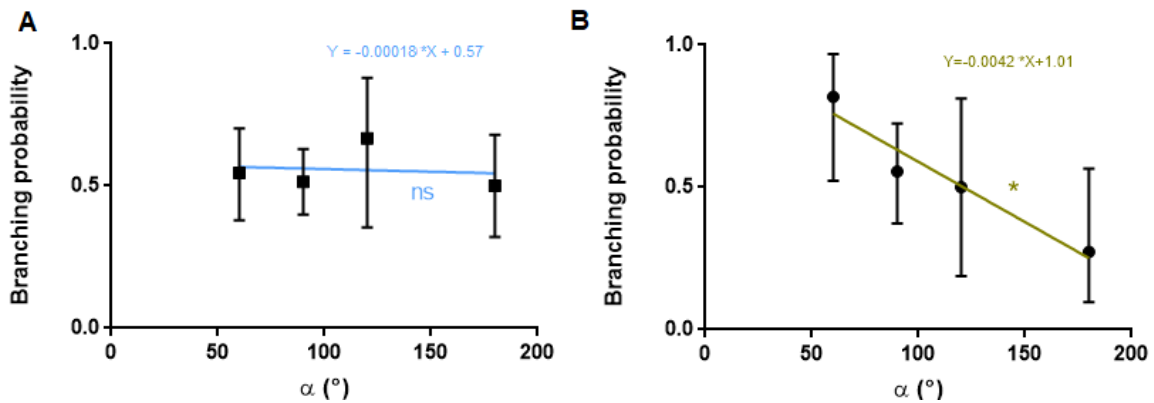 A
Y = -0.00018 *X + 0.57
Branching probability
1.0
0.5
0.0
ns
0 50 100 150 200
α (°)
B
Y=-0.0042 *X+1.01
Branching probability
1.0
0.5
0.0
*
0 50 100 150 200
α (°)